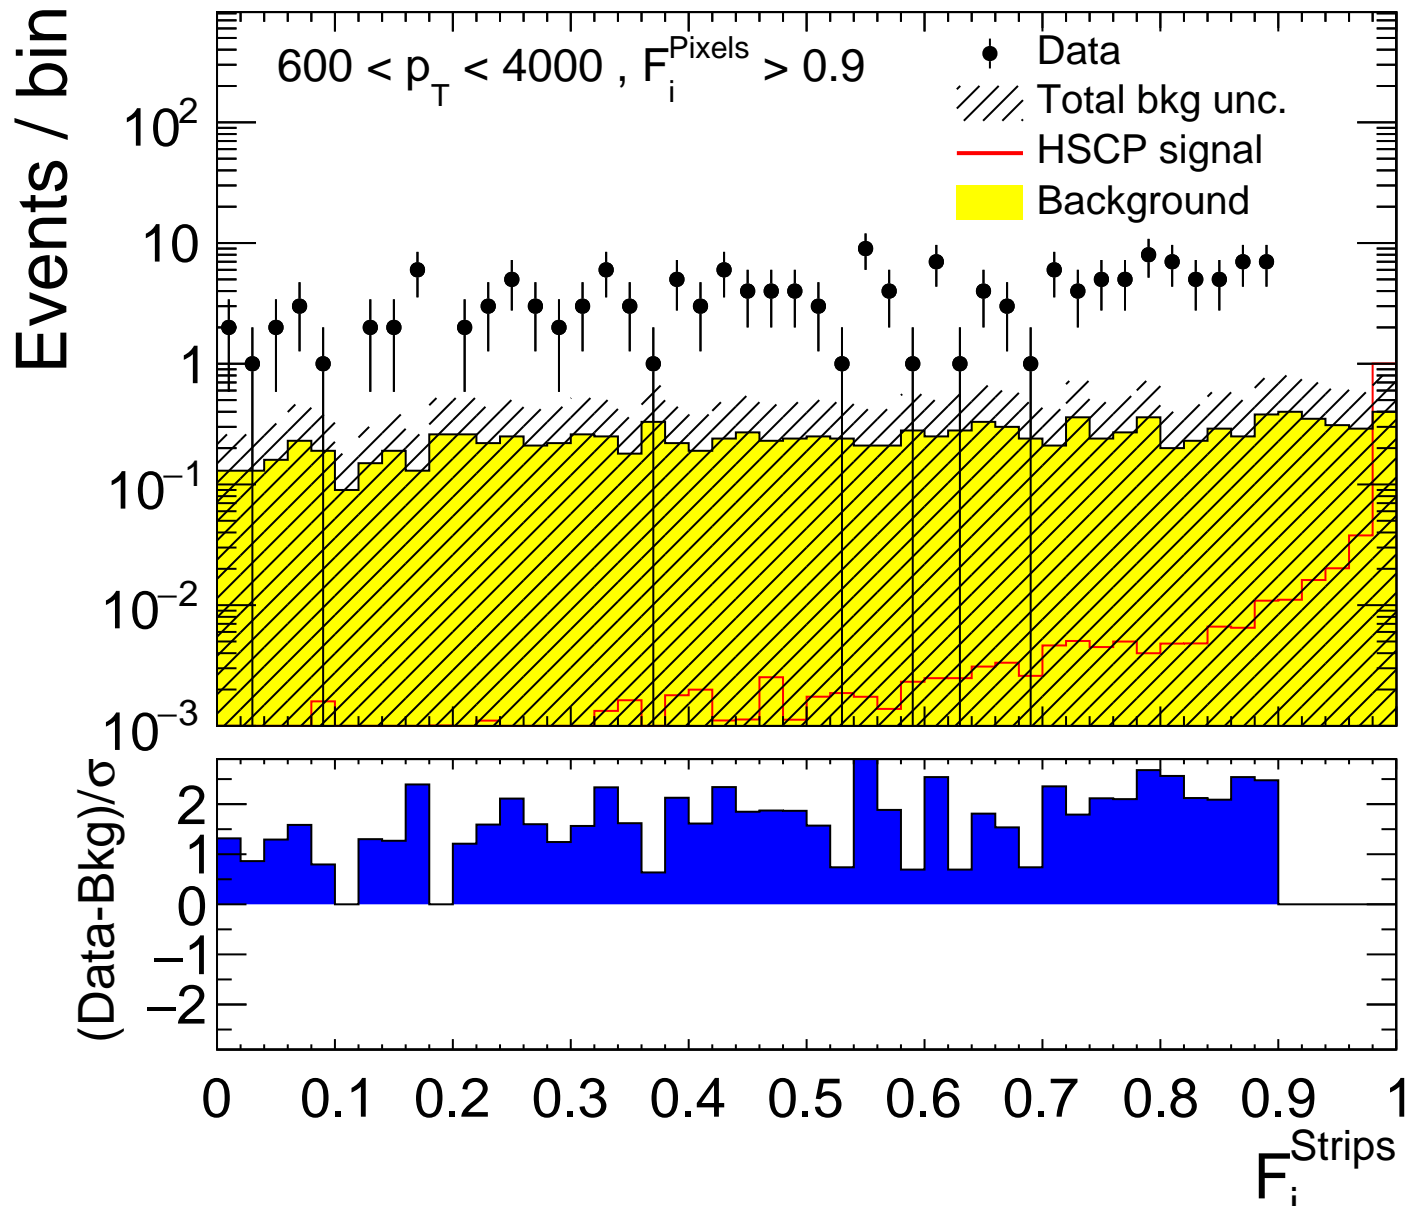 Events / bin
600 < p_T < 4000 , F_i^Pixels > 0.9
Data
Total bkg unc.
HSCP signal
Background
10²
10
1
10⁻¹
10⁻²
10⁻³
(Data-Bkg)/σ
2
1
0
−1
−2
0 0.1 0.2 0.3 0.4 0.5 0.6 0.7 0.8 0.9 1
F_i^Strips